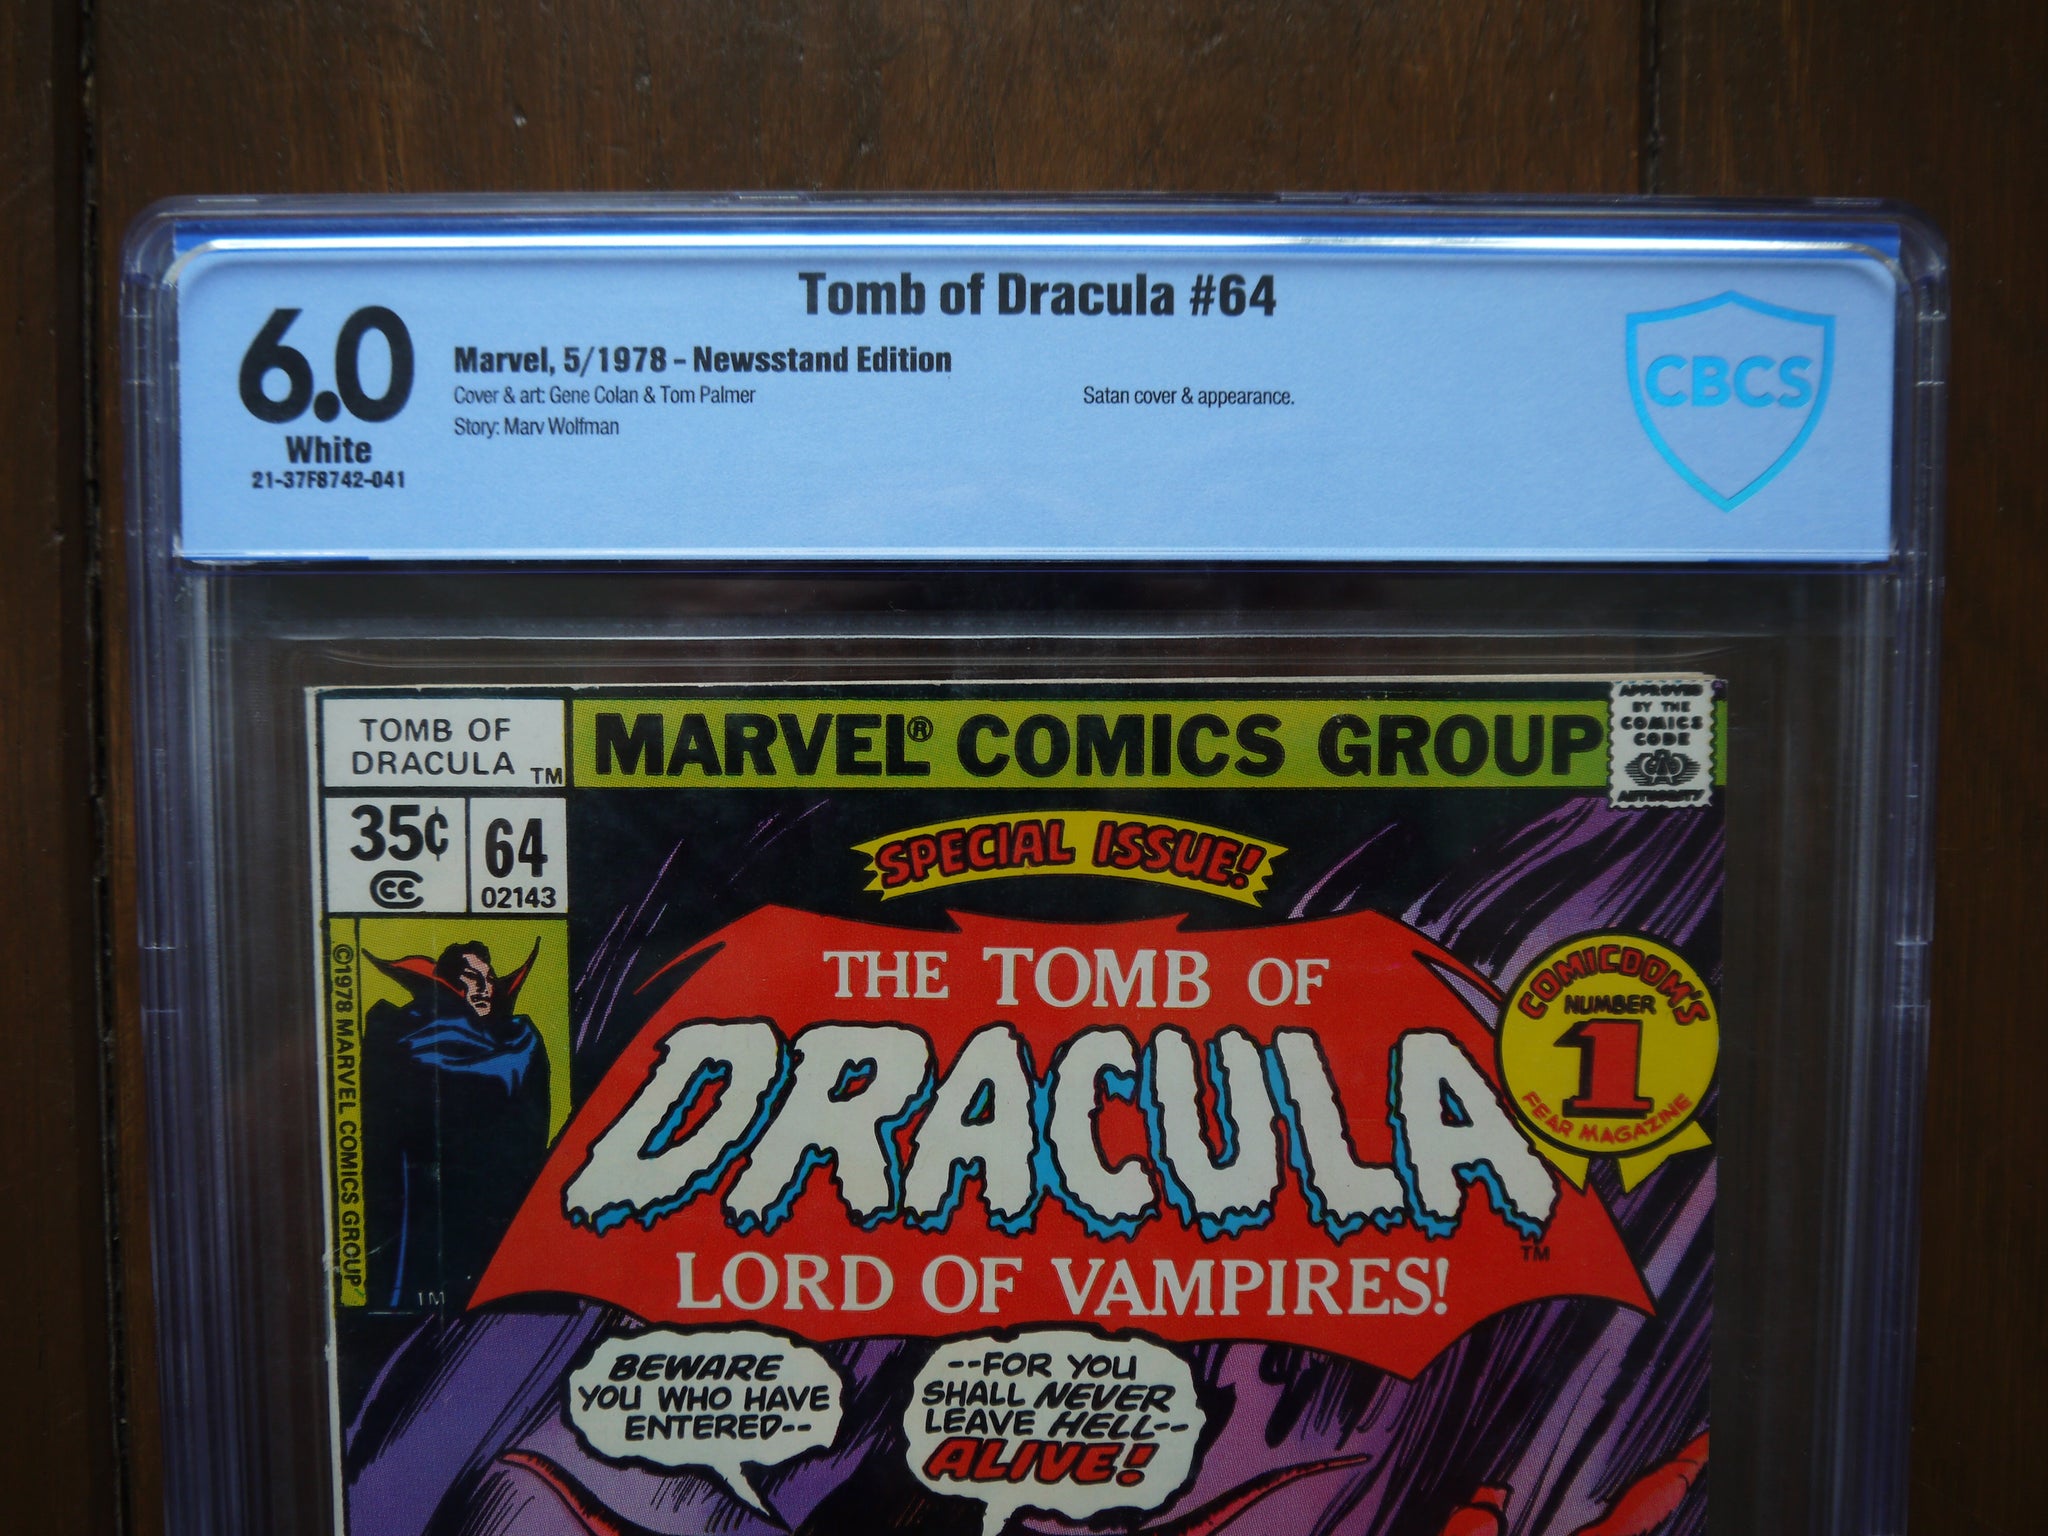 Tomb of Dracula #64
6.0
White
21-37F8742-041
Marvel, 5/1978 - Newsstand Edition
Cover & art: Gene Colan & Tom Palmer
Story: Marv Wolfman
Satan cover & appearance.
CBCS
TOMB OF
DRACULA TM
MARVEL® COMICS GROUP
APPROVED
BY THE
COMICS
CODE
AUTHORITY
35¢
CC
64
02143
©1978 MARVEL COMICS GROUP
TM
SPECIAL ISSUE!
THE TOMB OF
DRACULA
TM
LORD OF VAMPIRES!
COMICDOM'S
NUMBER
1
FEAR MAGAZINE
BEWARE
YOU WHO HAVE
ENTERED--
--FOR YOU
SHALL NEVER
LEAVE HELL--
ALIVE!